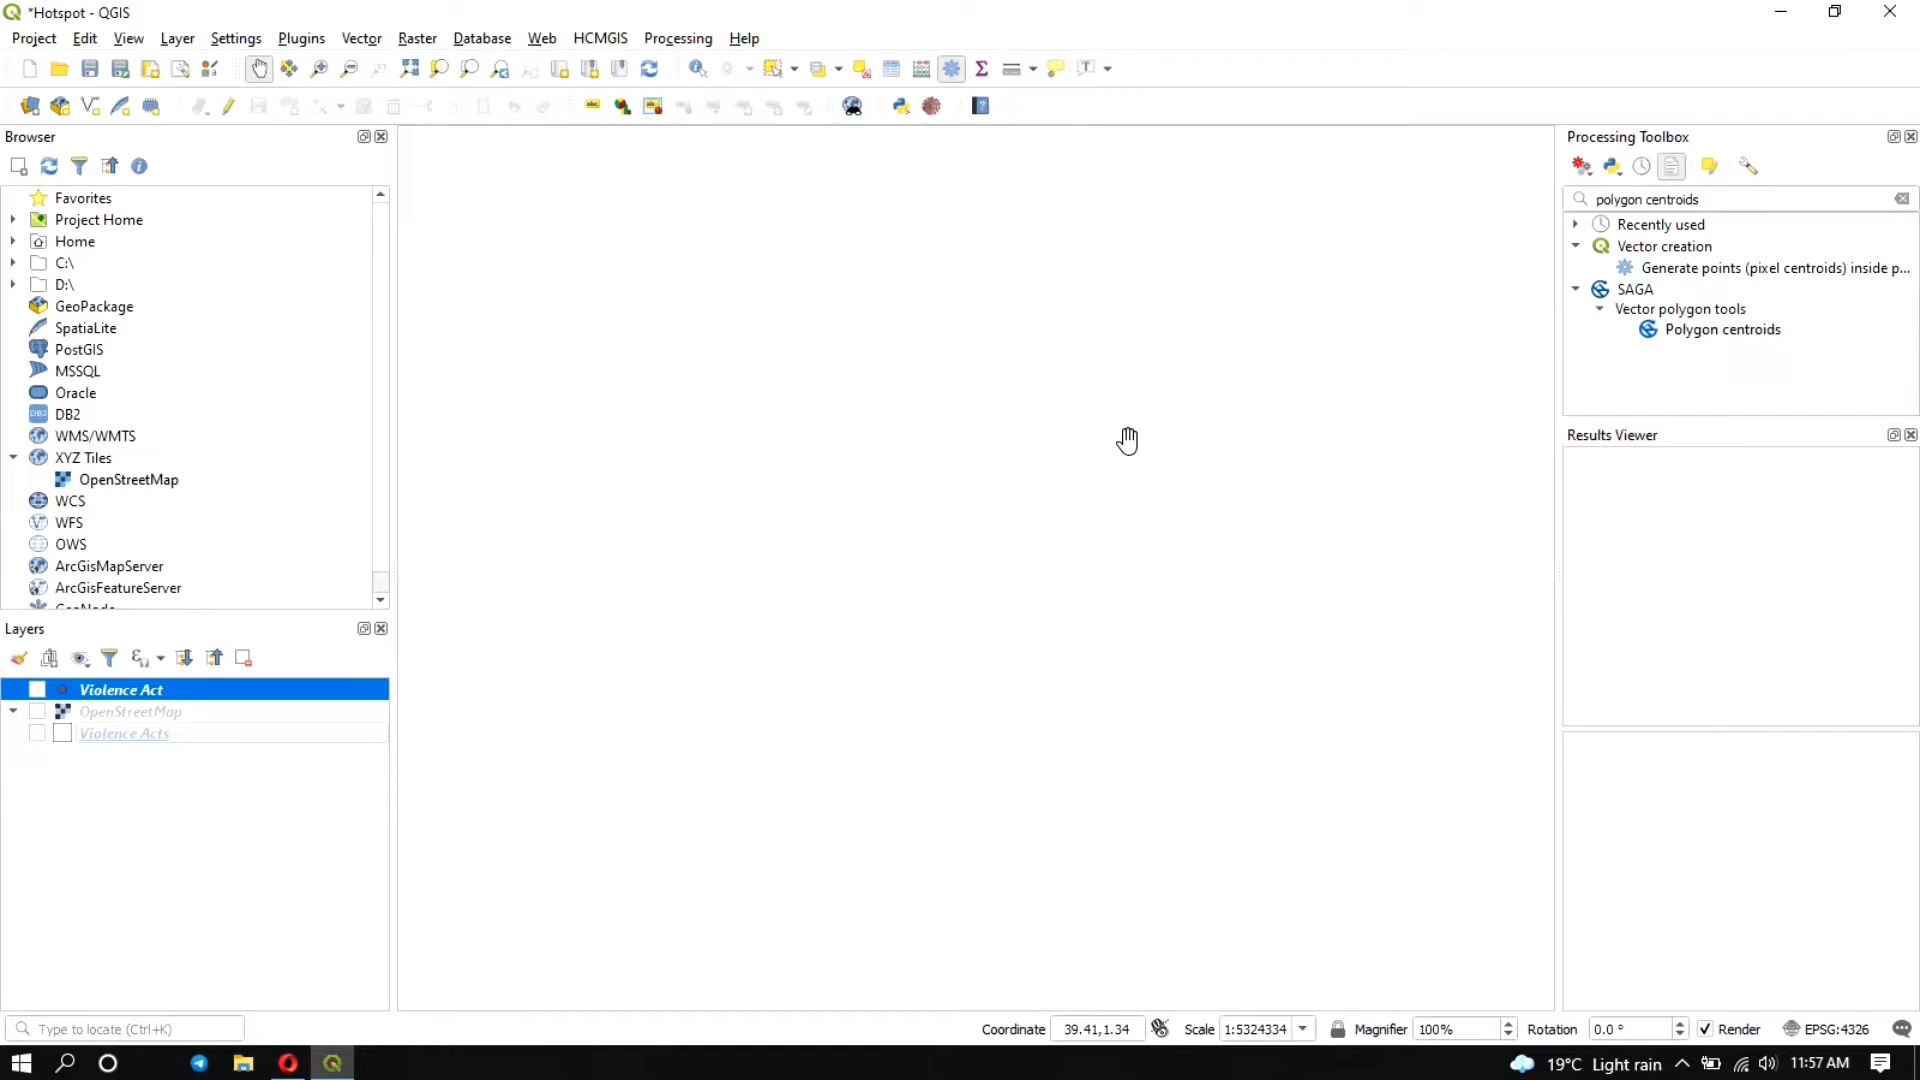 *Hotspot - QGIS
Project Edit View Layer Settings Plugins Vector Raster Database Web HCMGIS Processing Help
Browser
Favorites
Project Home
Home
C:\
D:\
GeoPackage
SpatiaLite
PostGIS
MSSQL
Oracle
DB2
WMS/WMTS
XYZ Tiles
OpenStreetMap
WCS
WFS
OWS
ArcGisMapServer
ArcGisFeatureServer
GeoNode
Layers
Violence Act
OpenStreetMap
Violence Acts
Processing Toolbox
polygon centroids
Recently used
Vector creation
Generate points (pixel centroids) inside p...
SAGA
Vector polygon tools
Polygon centroids
Results Viewer
Type to locate (Ctrl+K)
Coordinate 39.41,1.34 Scale 1:5324334 Magnifier 100% Rotation 0.0 ° Render EPSG:4326
19°C Light rain 11:57 AM